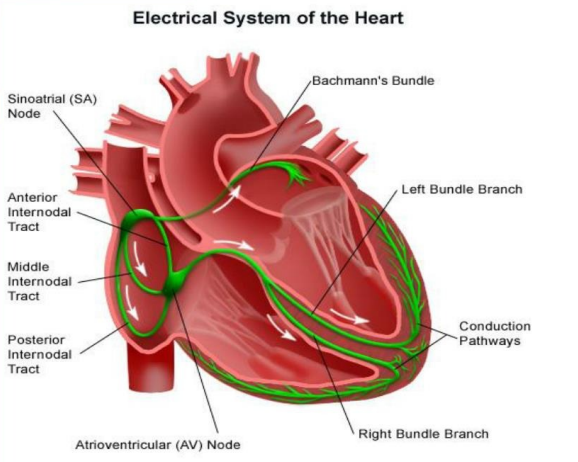 Electrical System of the Heart
Bachmann's Bundle
Sinoatrial (SA)
Node
Left Bundle Branch
Anterior
Internodal
Tract
Middle
Internodal
Tract
Conduction
Pathways
Posterior
Internodal
Tract
Right Bundle Branch
Atrioventricular (AV) Node